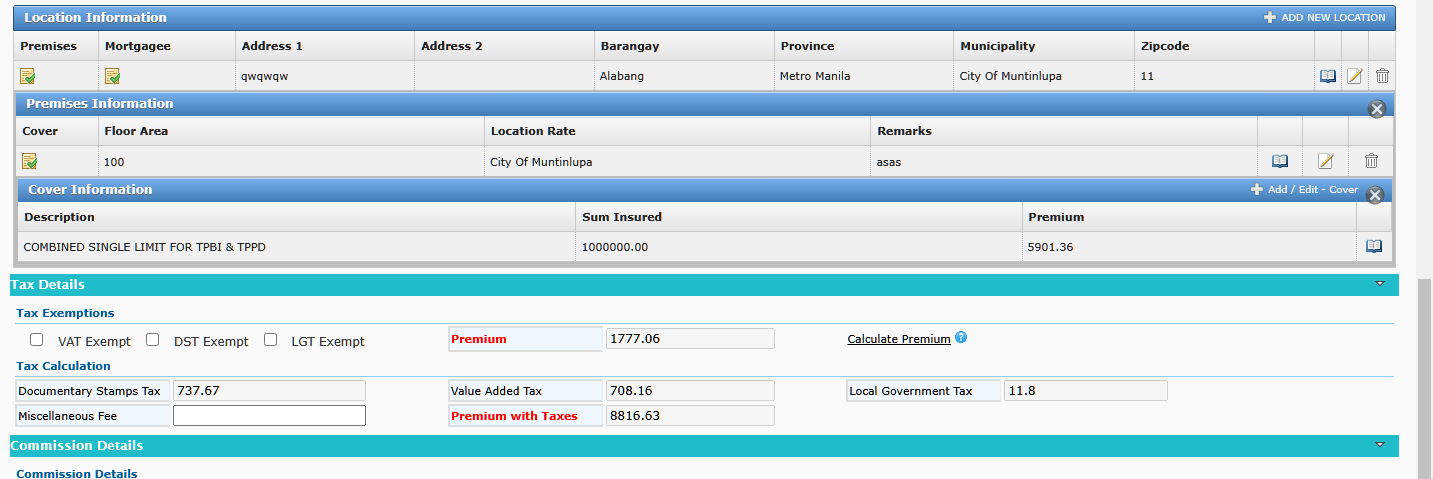 Location Information ADD NEW LOCATION
Premises Mortgagee Address 1 Address 2 Barangay Province Municipality Zipcode
qwqwqw Alabang Metro Manila City Of Muntinlupa 11
Premises Information
Cover Floor Area Location Rate Remarks
100 City Of Muntinlupa asas
Cover Information Add / Edit - Cover
Description Sum Insured Premium
COMBINED SINGLE LIMIT FOR TPBI & TPPD 1000000.00 5901.36
Tax Details
Tax Exemptions
VAT Exempt DST Exempt LGT Exempt Premium 1777.06 Calculate Premium ?
Tax Calculation
Documentary Stamps Tax 737.67 Value Added Tax 708.16 Local Government Tax 11.8
Miscellaneous Fee Premium with Taxes 8816.63
Commission Details
Commission Details